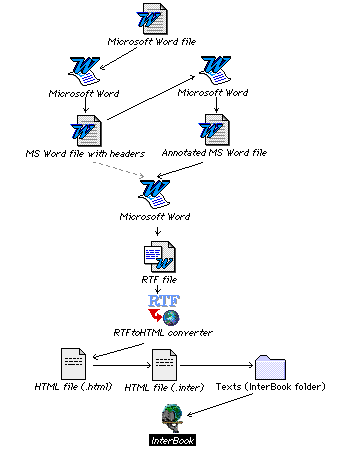 Microsoft Word file
Microsoft Word
Microsoft Word
MS Word file with headers
Annotated MS Word file
Microsoft Word
RTF file
RTF
RTFtoHTML converter
HTML file (.html)
HTML file (.inter)
Texts (InterBook folder)
InterBook